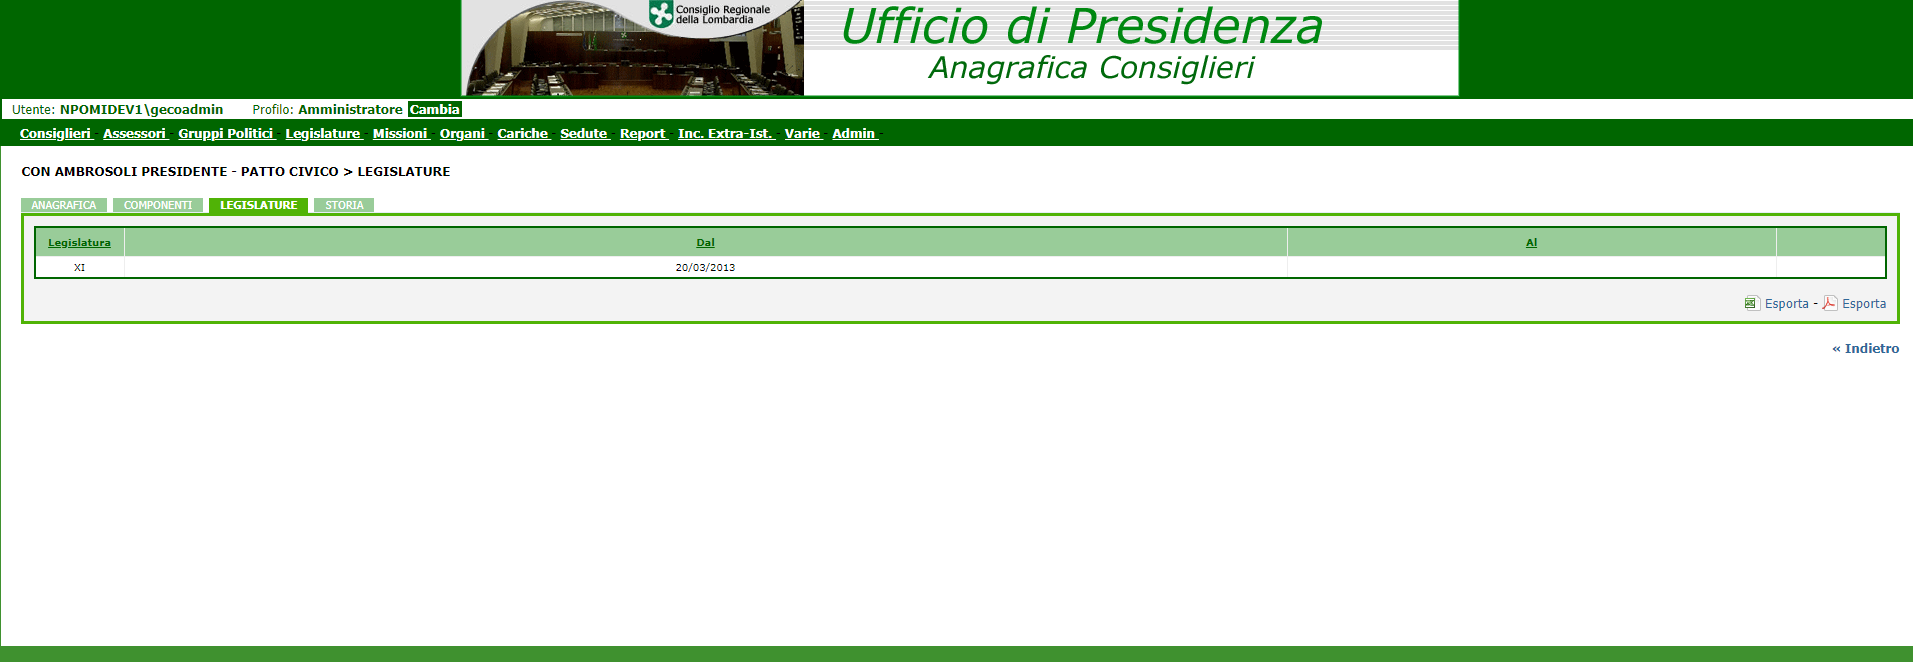 Consiglio Regionale
della Lombardia
Ufficio di Presidenza
Anagrafica Consiglieri
Utente: NPOMIDEV1\gecoadmin Profilo: Amministratore Cambia
Consiglieri Assessori Gruppi Politici Legislature Missioni Organi Cariche Sedute Report Inc. Extra-Ist. Varie Admin
CON AMBROSOLI PRESIDENTE - PATTO CIVICO > LEGISLATURE
ANAGRAFICA COMPONENTI LEGISLATURE STORIA
Legislatura Dal Al
XI 20/03/2013
Esporta - Esporta
« Indietro